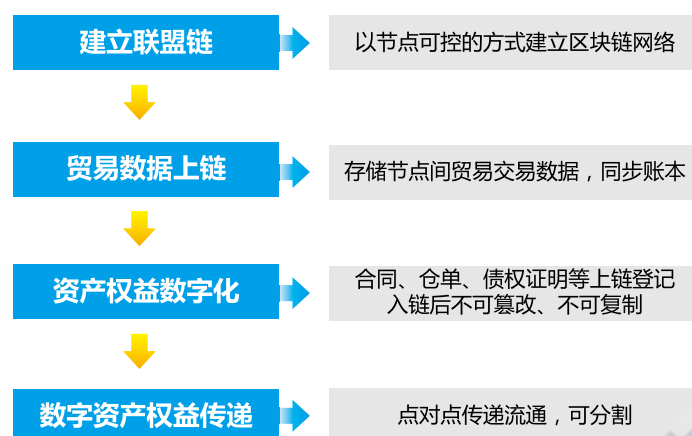 建立联盟链
以节点可控的方式建立区块链网络
贸易数据上链
存储节点间贸易交易数据，同步账本
资产权益数字化
合同、仓单、债权证明等上链登记
入链后不可篡改、不可复制
数字资产权益传递
点对点传递流通，可分割